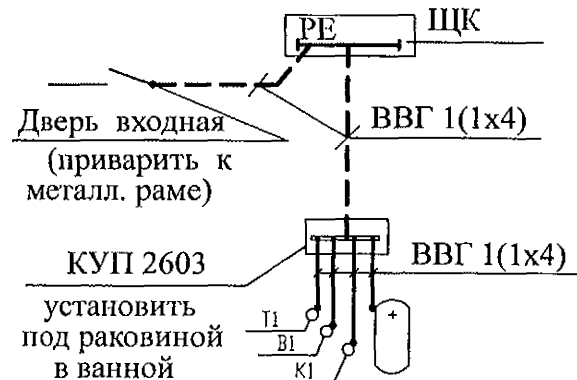 РЕ ЩК
Дверь входная
(приварить к
металл. раме)
ВВГ 1(1х4)
КУП 2603
установить
под раковиной
в ванной
ВВГ 1(1х4)
Т1
В1
К1
+